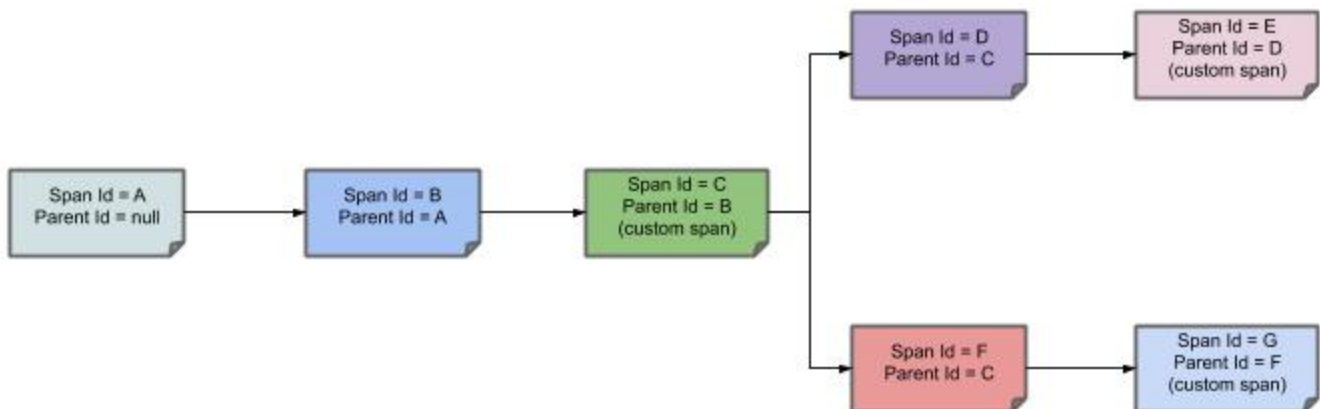 Span Id = A
Parent Id = null
Span Id = B
Parent Id = A
Span Id = C
Parent Id = B
(custom span)
Span Id = D
Parent Id = C
Span Id = E
Parent Id = D
(custom span)
Span Id = F
Parent Id = C
Span Id = G
Parent Id = F
(custom span)